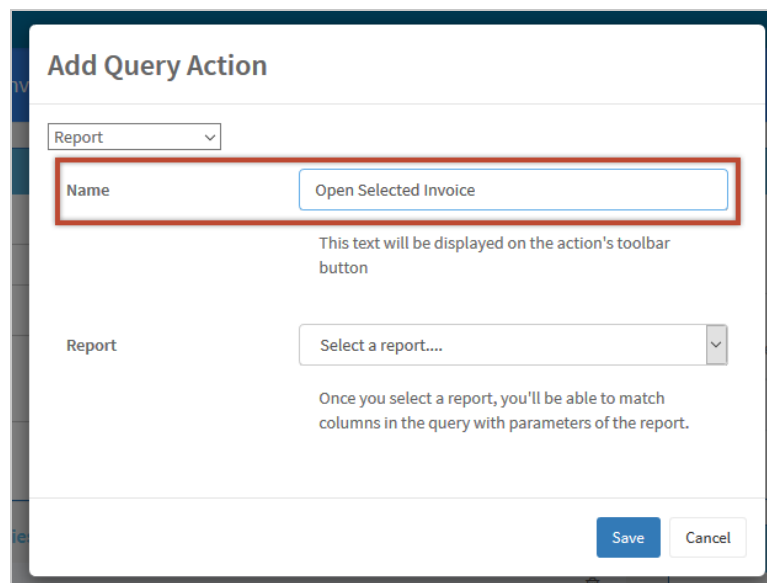 Add Query Action
Report
Name
Open Selected Invoice
This text will be displayed on the action's toolbar
button
Report
Select a report....
Once you select a report, you'll be able to match
columns in the query with parameters of the report.
Save
Cancel